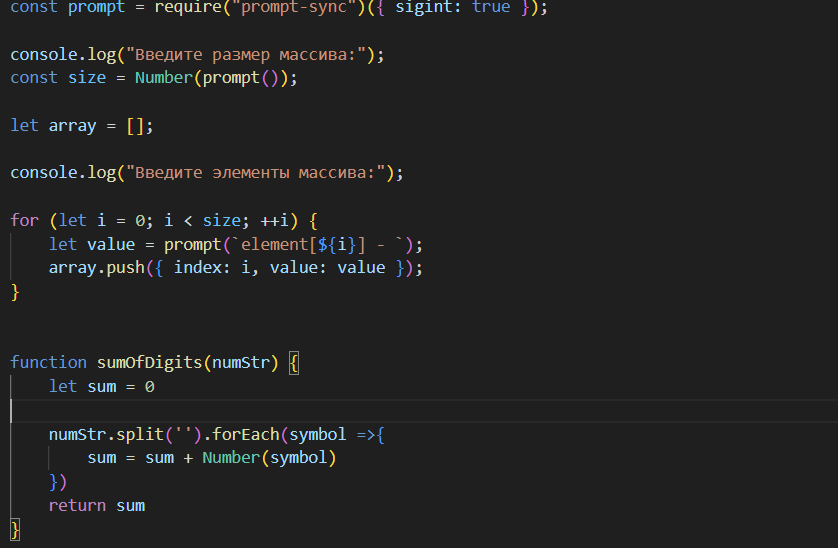 const prompt = require("prompt-sync")({ sigint: true });
console.log("Введите размер массива:");
const size = Number(prompt());
let array = [];
console.log("Введите элементы массива:");
for (let i = 0; i < size; ++i) {
    let value = prompt(`element[${i}] - `);
    array.push({ index: i, value: value });
}
function sumOfDigits(numStr) {
    let sum = 0
    numStr.split('').forEach(symbol =>{
        sum = sum + Number(symbol)
    })
    return sum
}